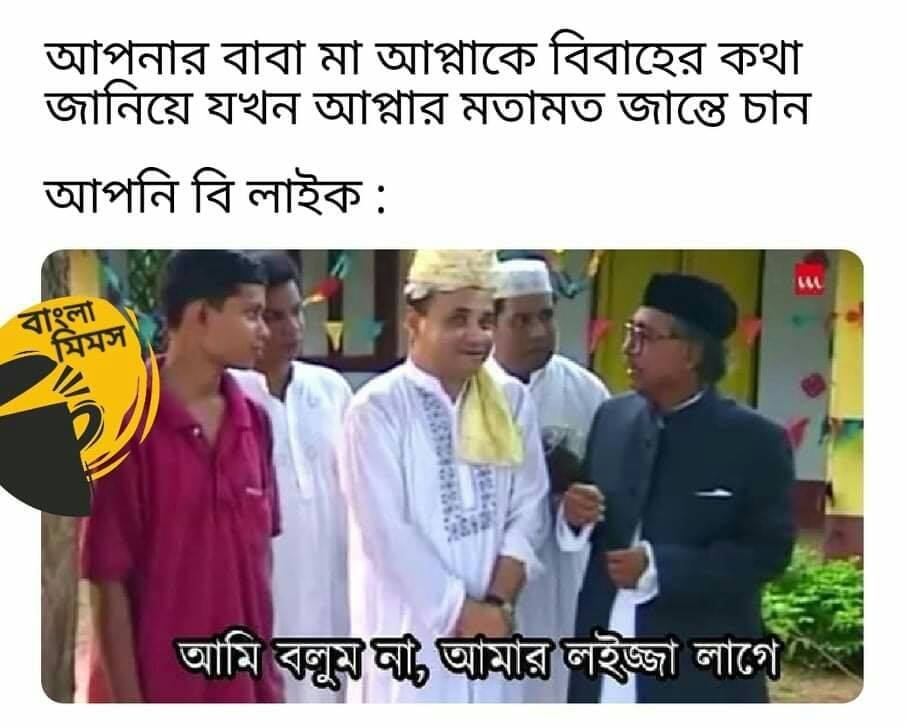 আপনার বাবা মা আপ্নাকে বিবাহের কথা
জানিয়ে যখন আপ্নার মতামত জান্তে চান
আপনি বি লাইক :
বাংলা
মিমস
আমি বলুম না, আমার লইজ্জা লাগে